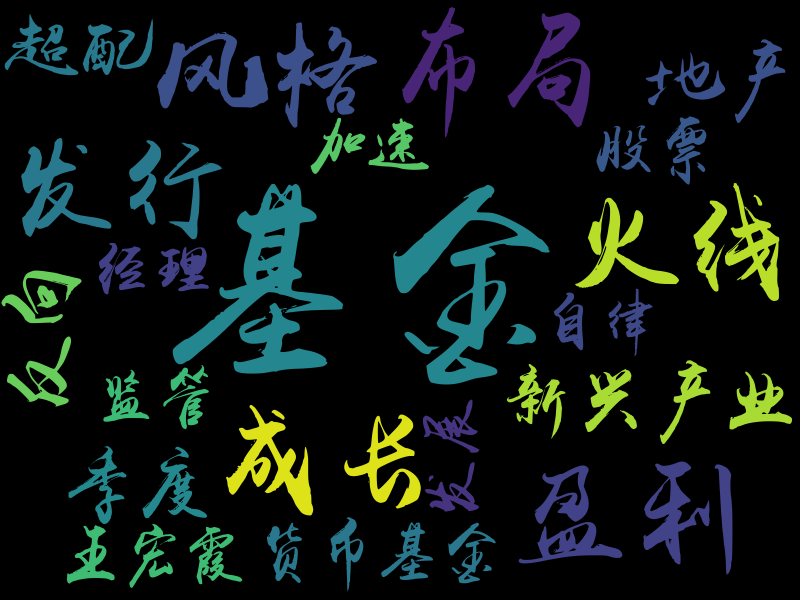 超配
风格
布局
地产
加速
股票
发行
基金
火线
经理
反向
自律
监管
新兴产业
成长
发展
季度
盈利
王宏霞
货币基金